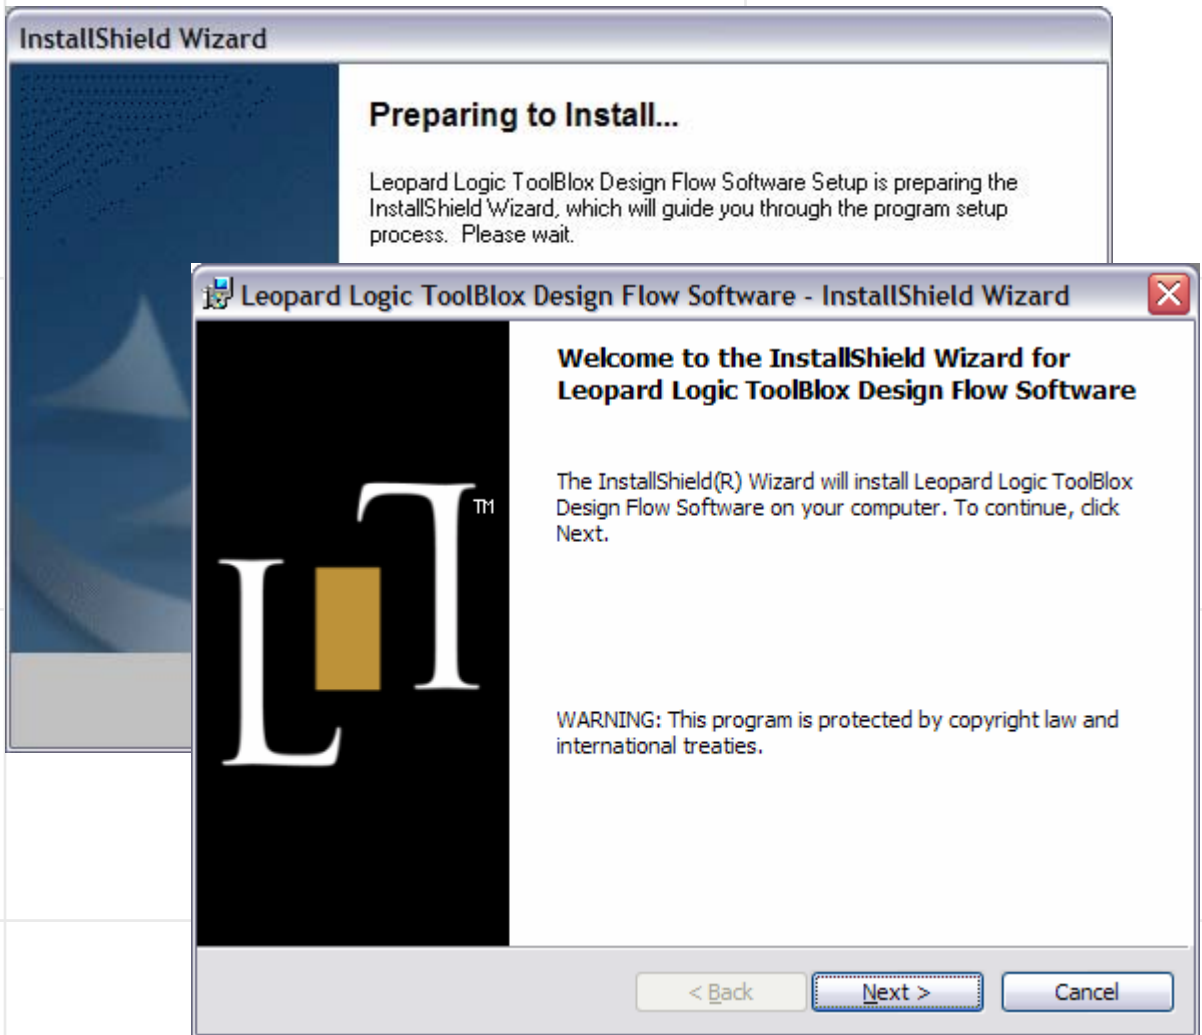 InstallShield Wizard
Preparing to Install...
Leopard Logic ToolBlox Design Flow Software Setup is preparing the
InstallShield Wizard, which will guide you through the program setup
process.  Please wait.
Leopard Logic ToolBlox Design Flow Software - InstallShield Wizard
Welcome to the InstallShield Wizard for
Leopard Logic ToolBlox Design Flow Software
The InstallShield(R) Wizard will install Leopard Logic ToolBlox
Design Flow Software on your computer. To continue, click
Next.
WARNING: This program is protected by copyright law and
international treaties.
LL TM
< Back
Next >
Cancel